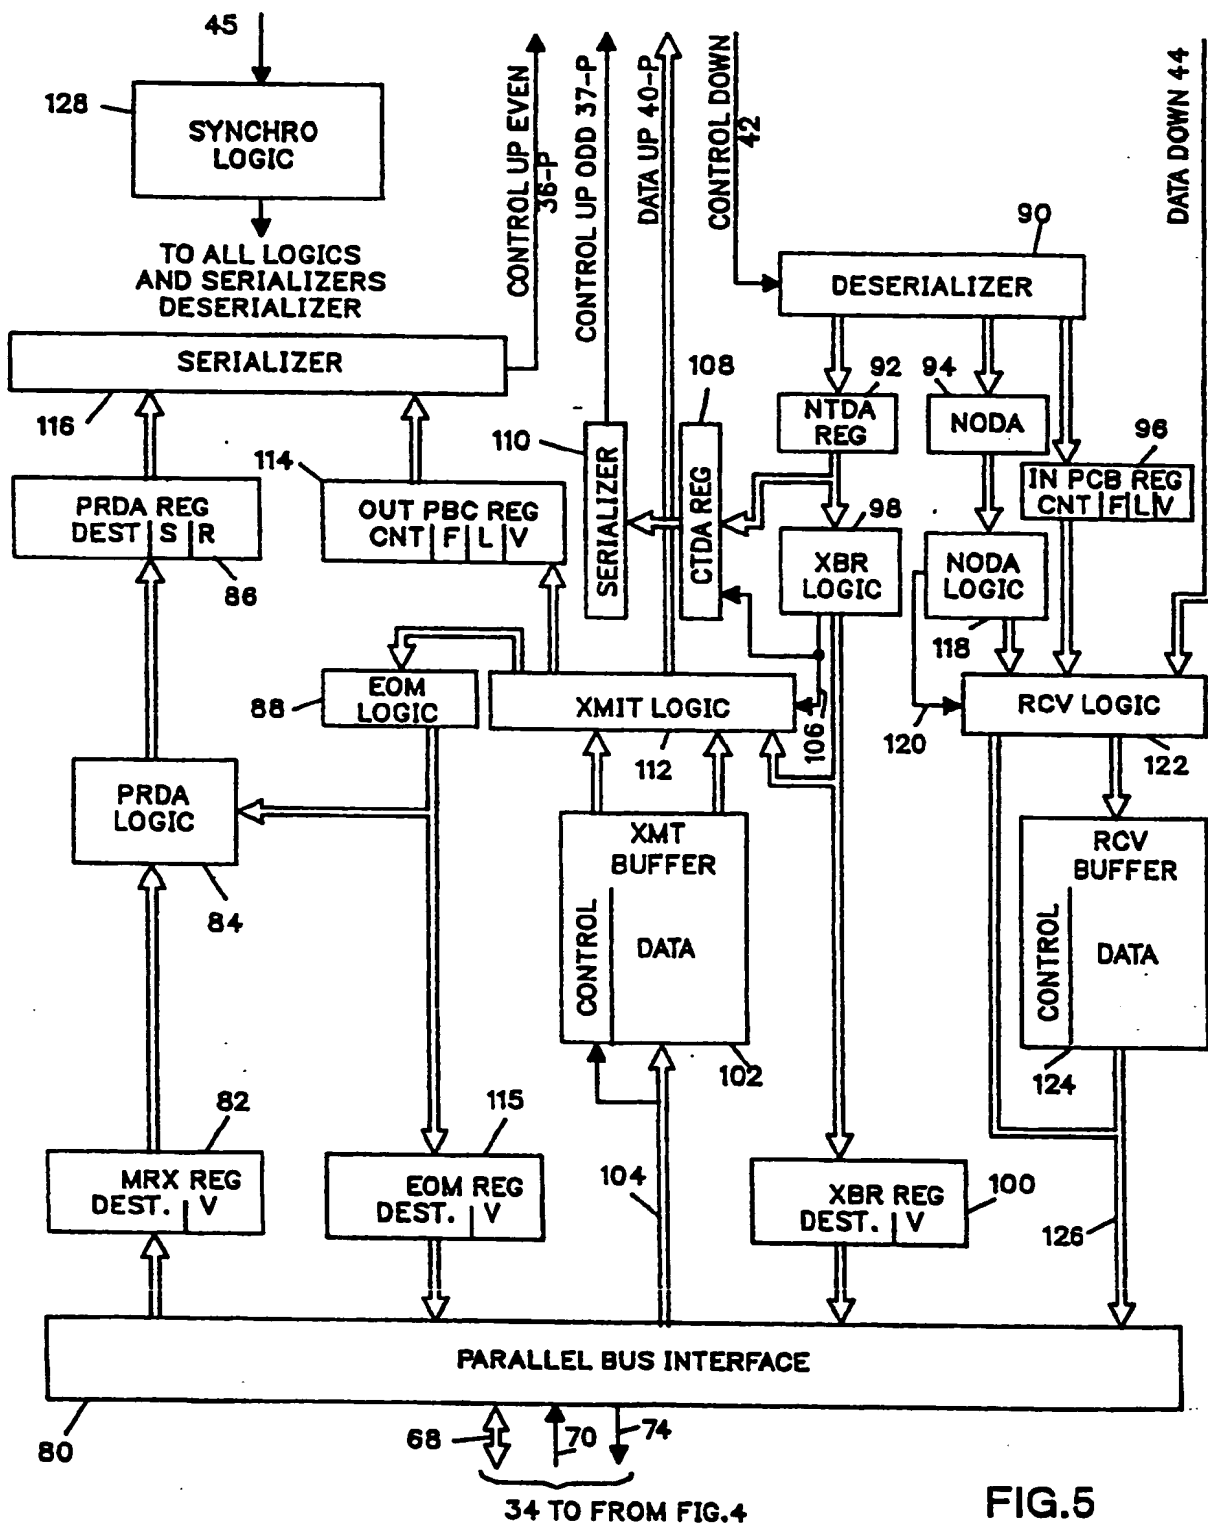 45
128
SYNCHRO
LOGIC
TO ALL LOGICS
AND SERIALIZERS
DESERIALIZER
CONTROL UP EVEN
36-P
CONTROL UP ODD 37-P
DATA UP 40-P
CONTROL DOWN
42
DATA DOWN 44
90
DESERIALIZER
SERIALIZER
116
108
92
94
NTDA
REG
NODA
96
IN PCB REG
CNT F L V
110
SERIALIZER
CTDA REG
114
PRDA REG
DEST S R
86
OUT PBC REG
CNT F L V
98
XBR
LOGIC
NODA
LOGIC
118
88
EOM
LOGIC
XMIT LOGIC
112
106
120
RCV LOGIC
122
PRDA
LOGIC
84
XMT
BUFFER
CONTROL
DATA
102
RCV
BUFFER
CONTROL
DATA
124
82
MRX REG
DEST. V
115
EOM REG
DEST. V
104
XBR REG
DEST. V
100
126
PARALLEL BUS INTERFACE
80
68
70
74
34 TO FROM FIG.4
FIG.5